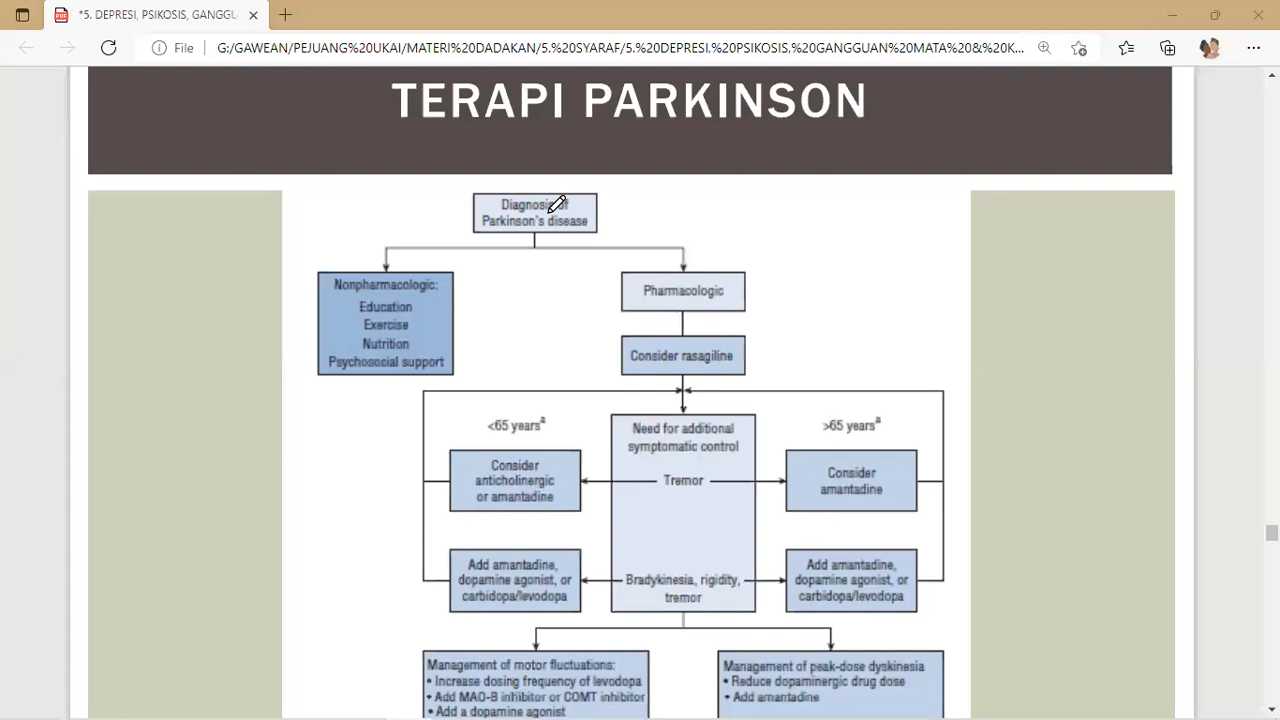 *5. DEPRESI, PSIKOSIS, GANGGU
File
G:/GAWEAN/PEJUANG%20UKAI/MATERI%20DADAKAN/5.%20SYARAF/5.%20DEPRESI.%20PSIKOSIS,%20GANGGUAN%20MATA%20&%20K...
TERAPI PARKINSON
Diagnosis of
Parkinson's disease
Nonpharmacologic:
Education
Exercise
Nutrition
Psychosocial support
Pharmacologic
Consider rasagiline
<65 yearsᵃ
Need for additional
symptomatic control
>65 yearsᵃ
Consider
anticholinergic
or amantadine
Tremor
Consider
amantadine
Add amantadine,
dopamine agonist, or
carbidopa/levodopa
Bradykinesia, rigidity,
tremor
Add amantadine,
dopamine agonist, or
carbidopa/levodopa
Management of motor fluctuations:
• Increase dosing frequency of levodopa
• Add MAO-B inhibitor or COMT inhibitor
• Add a dopamine agonist
Management of peak-dose dyskinesia
• Reduce dopaminergic drug dose
• Add amantadine